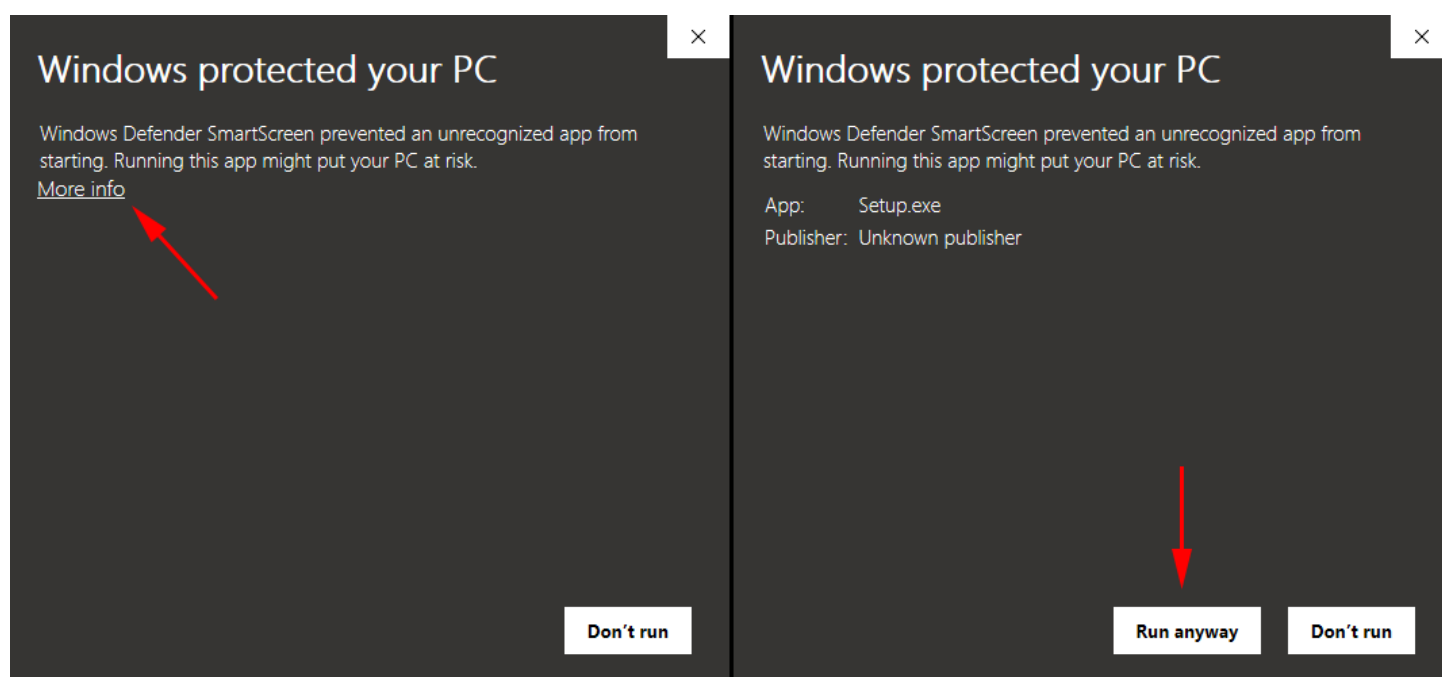 Windows protected your PC
Windows Defender SmartScreen prevented an unrecognized app from
starting. Running this app might put your PC at risk.
More info
Don't run
Windows protected your PC
Windows Defender SmartScreen prevented an unrecognized app from
starting. Running this app might put your PC at risk.
App: Setup.exe
Publisher: Unknown publisher
Run anyway Don't run